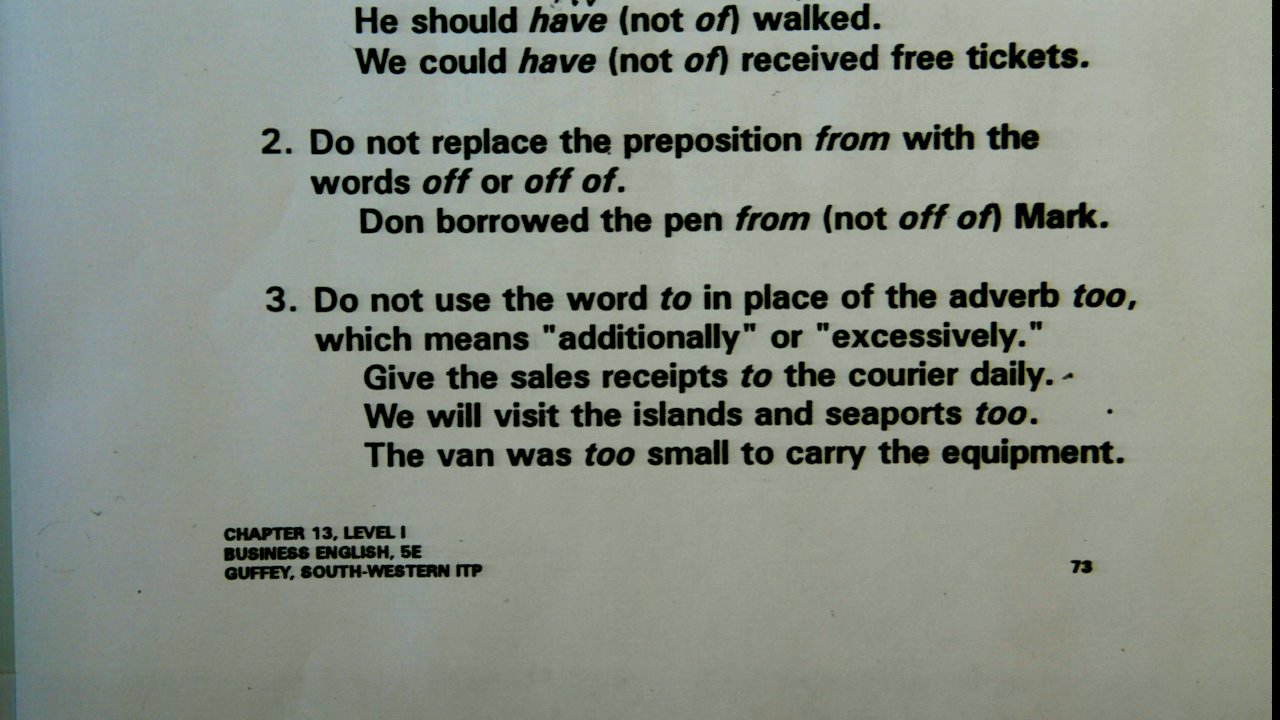 He should have (not of) walked.
We could have (not of) received free tickets.
2. Do not replace the preposition from with the
words off or off of.
Don borrowed the pen from (not off of) Mark.
3. Do not use the word to in place of the adverb too,
which means "additionally" or "excessively."
Give the sales receipts to the courier daily.
We will visit the islands and seaports too.
The van was too small to carry the equipment.
CHAPTER 13, LEVEL I
BUSINESS ENGLISH, 5E
GUFFEY, SOUTH-WESTERN ITP
73